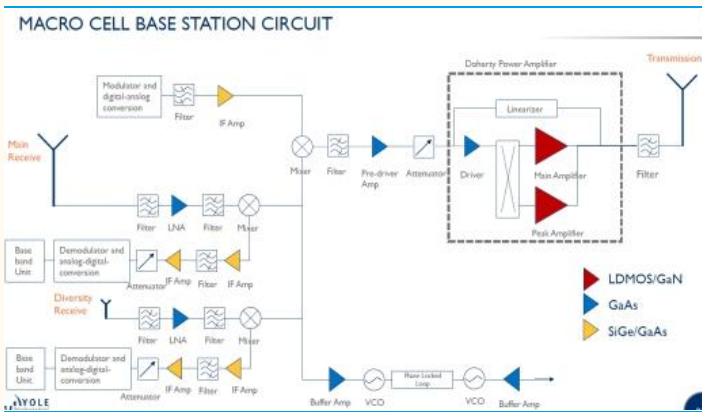 MACRO CELL BASE STATION CIRCUIT
Modulator and
digital-analog
conversion
Filter
IF Amp
Doherty Power Amplifier
Transmission
Linearizer
Main
Receive
Mixer
Filter
Pre-driver
Amp
Attenuator
Driver
Main Amplifier
Peak Amplifier
Filter
Filter
LNA
Filter
Mixer
Base
band
Unit
Demodulator and
analog-digital-
conversion
Attenuator
IF Amp
Filter
IF Amp
Diversity
Receive
Filter
LNA
Filter
Mixer
Base
band
Unit
Demodulator and
analog-digital-
conversion
Attenuator
IF Amp
Filter
IF Amp
LDMOS/GaN
GaAs
SiGe/GaAs
Buffer Amp
VCO
Phase Locked
Loop
VCO
Buffer Amp
YOLE